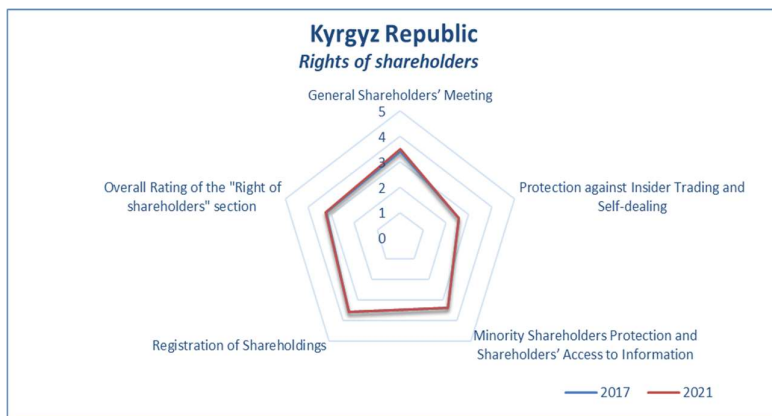 Kyrgyz Republic
Rights of shareholders
General Shareholders’ Meeting
5
4
3
2
1
0
Overall Rating of the "Right of
shareholders" section
Protection against Insider Trading and
Self-dealing
Registration of Shareholdings
Minority Shareholders Protection and
Shareholders’ Access to Information
2017
2021